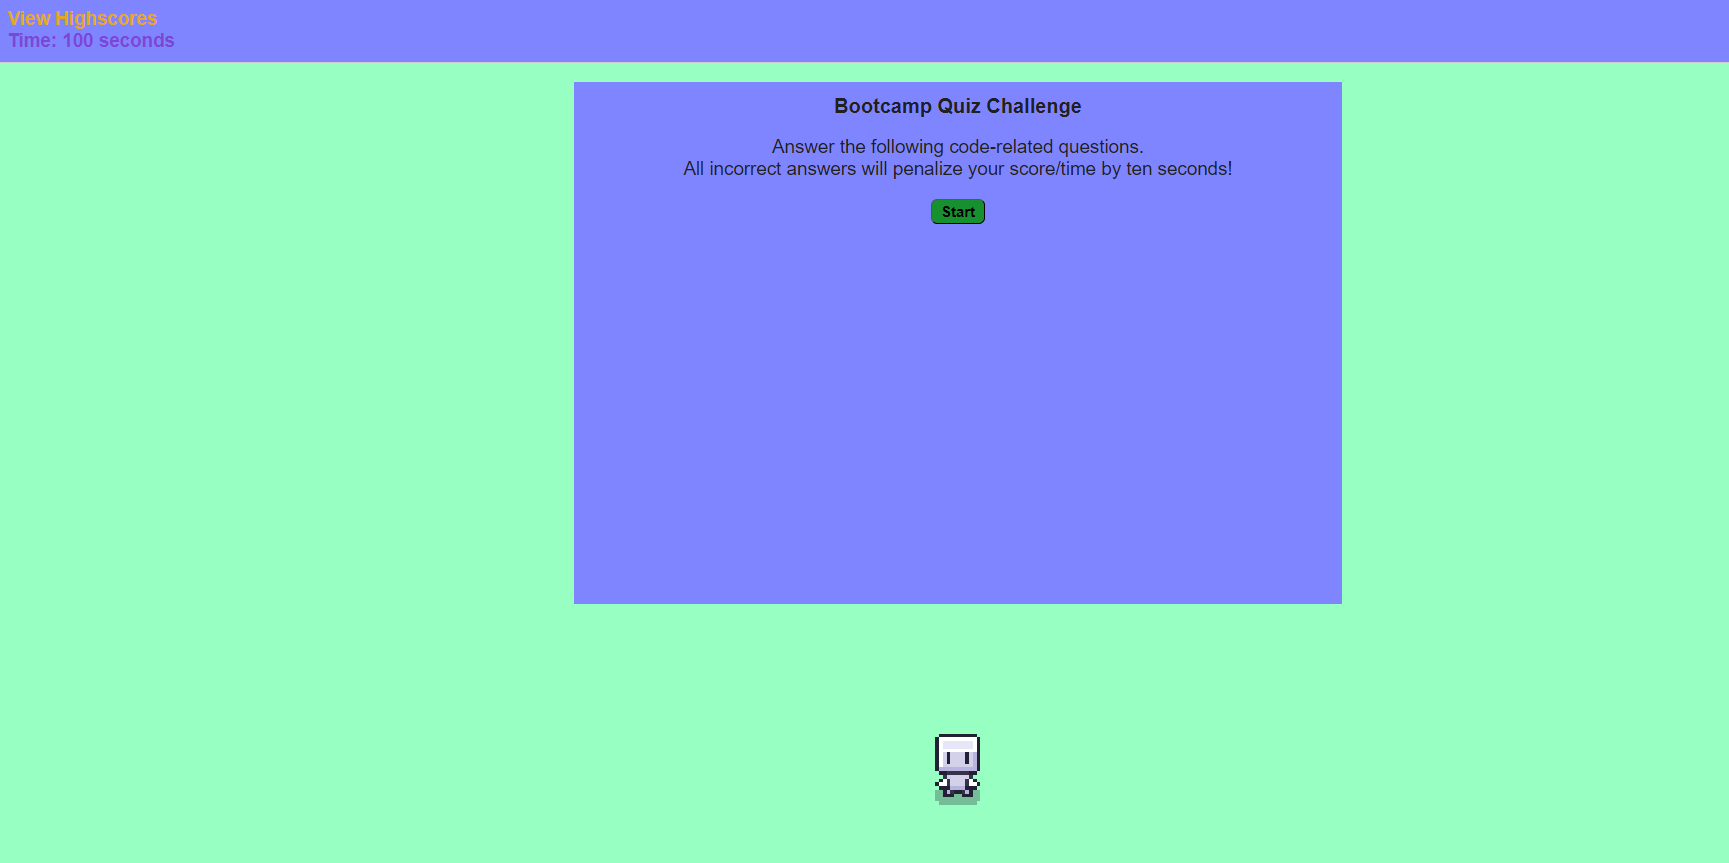 View Highscores
Time: 100 seconds
Bootcamp Quiz Challenge
Answer the following code-related questions.
All incorrect answers will penalize your score/time by ten seconds!
Start